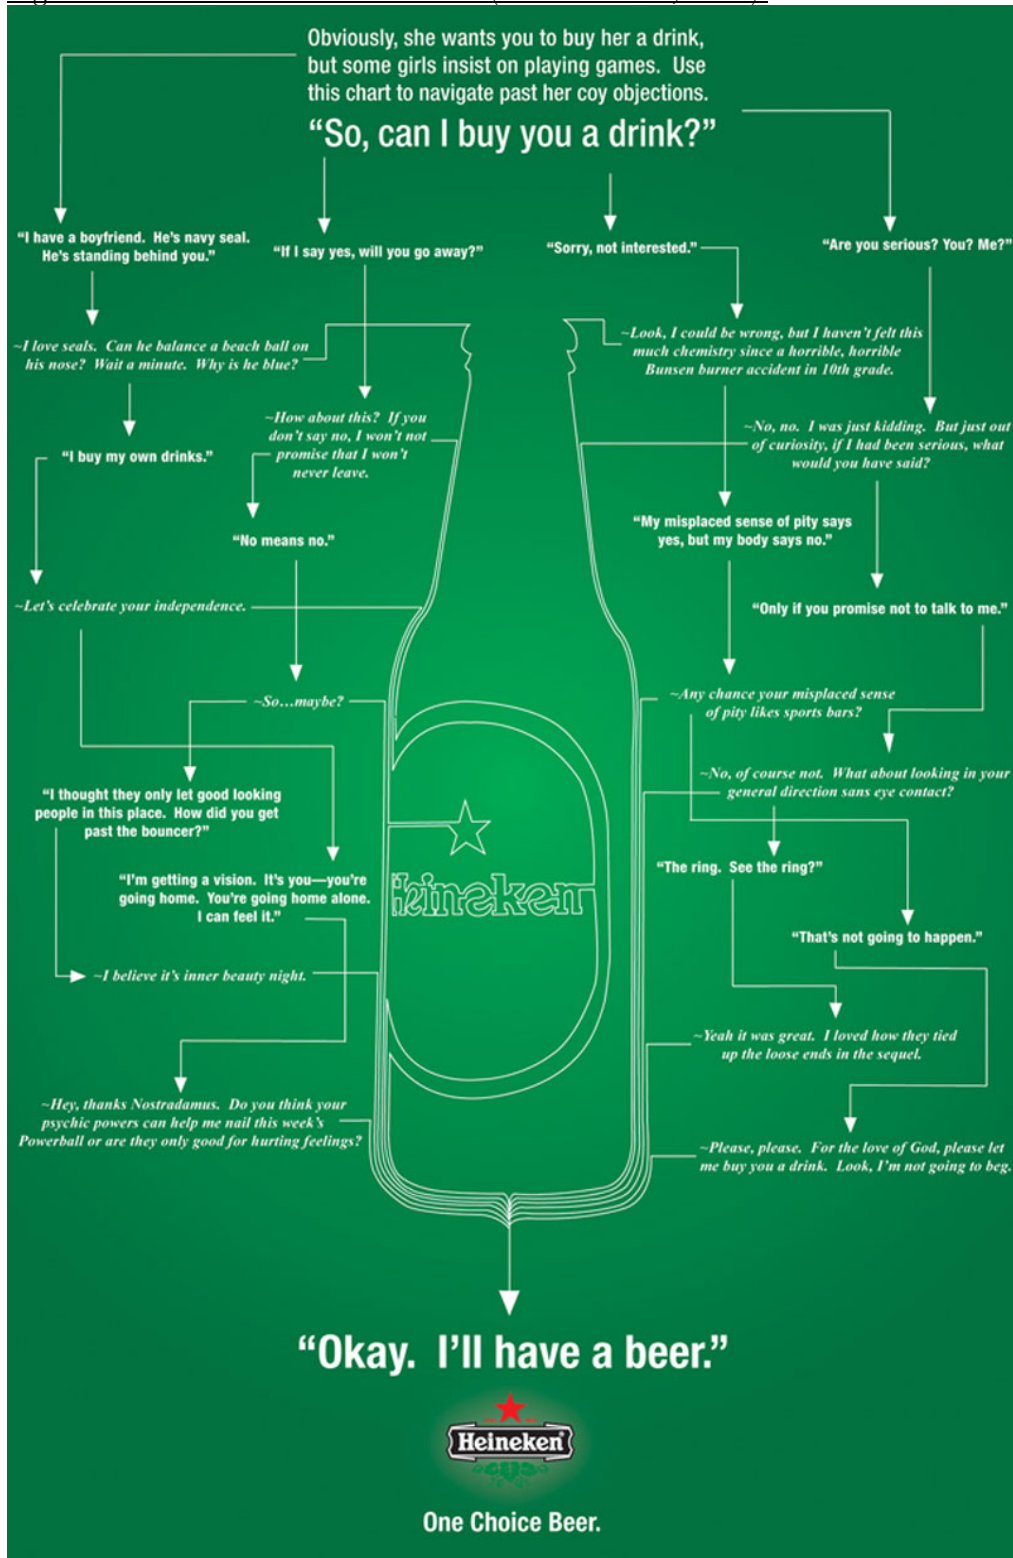 Obviously, she wants you to buy her a drink,
but some girls insist on playing games.  Use
this chart to navigate past her coy objections.
“So, can I buy you a drink?”
“I have a boyfriend.  He’s navy seal.
He’s standing behind you.”
“If I say yes, will you go away?”
“Sorry, not interested.”
“Are you serious? You? Me?”
~I love seals.  Can he balance a beach ball on
his nose?  Wait a minute.  Why is he blue?
~Look, I could be wrong, but I haven’t felt this
much chemistry since a horrible, horrible
Bunsen burner accident in 10th grade.
~How about this?  If you
don’t say no, I won’t not
promise that I won’t
never leave.
~No, no.  I was just kidding.  But just out
of curiosity, if I had been serious, what
would you have said?
“I buy my own drinks.”
“No means no.”
“My misplaced sense of pity says
yes, but my body says no.”
~Let’s celebrate your independence.
“Only if you promise not to talk to me.”
~So…maybe?
~Any chance your misplaced sense
of pity likes sports bars?
“I thought they only let good looking
people in this place.  How did you get
past the bouncer?”
~No, of course not.  What about looking in your
general direction sans eye contact?
“I’m getting a vision.  It’s you—you’re
going home.  You’re going home alone.
I can feel it.”
“The ring.  See the ring?”
Heineken
“That’s not going to happen.”
~I believe it’s inner beauty night.
~Yeah it was great.  I loved how they tied
up the loose ends in the sequel.
~Hey, thanks Nostradamus.  Do you think your
psychic powers can help me nail this week’s
Powerball or are they only good for hurting feelings?
~Please, please.  For the love of God, please let
me buy you a drink.  Look, I’m not going to beg.
“Okay.  I’ll have a beer.”
Heineken
One Choice Beer.